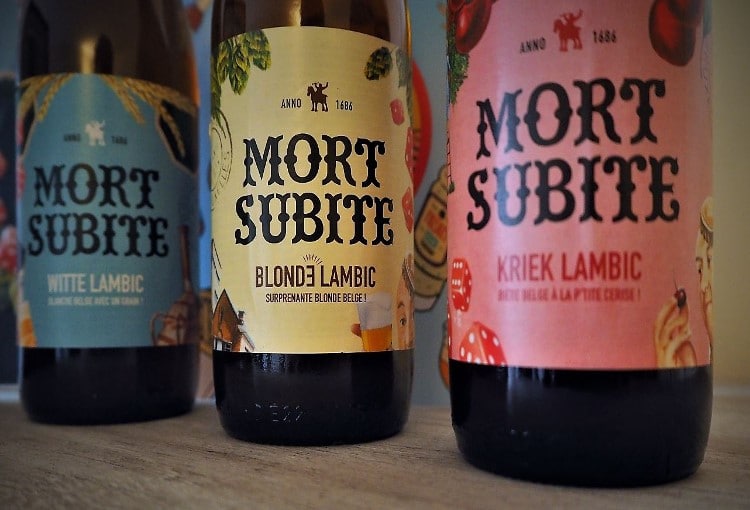 ANNO 1686
MORT
SUBITE
WITTE LAMBIC
BLANCHE BELGE AVEC UN GRAIN !
ANNO 1686
MORT
SUBITE
BLONDE LAMBIC
SURPRENANTE BLONDE BELGE !
ANNO 1686
MORT
SUBITE
KRIEK LAMBIC
BIÈRE BELGE À LA P'TITE CERISE !